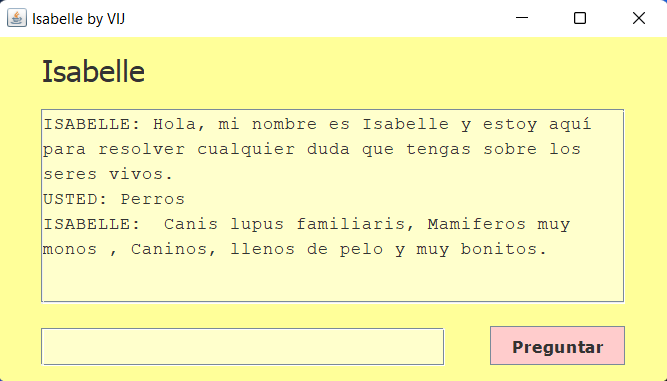 Isabelle by VIJ
Isabelle
ISABELLE: Hola, mi nombre es Isabelle y estoy aquí
para resolver cualquier duda que tengas sobre los
seres vivos.
USTED: Perros
ISABELLE:  Canis lupus familiaris, Mamiferos muy
monos , Caninos, llenos de pelo y muy bonitos.
Preguntar